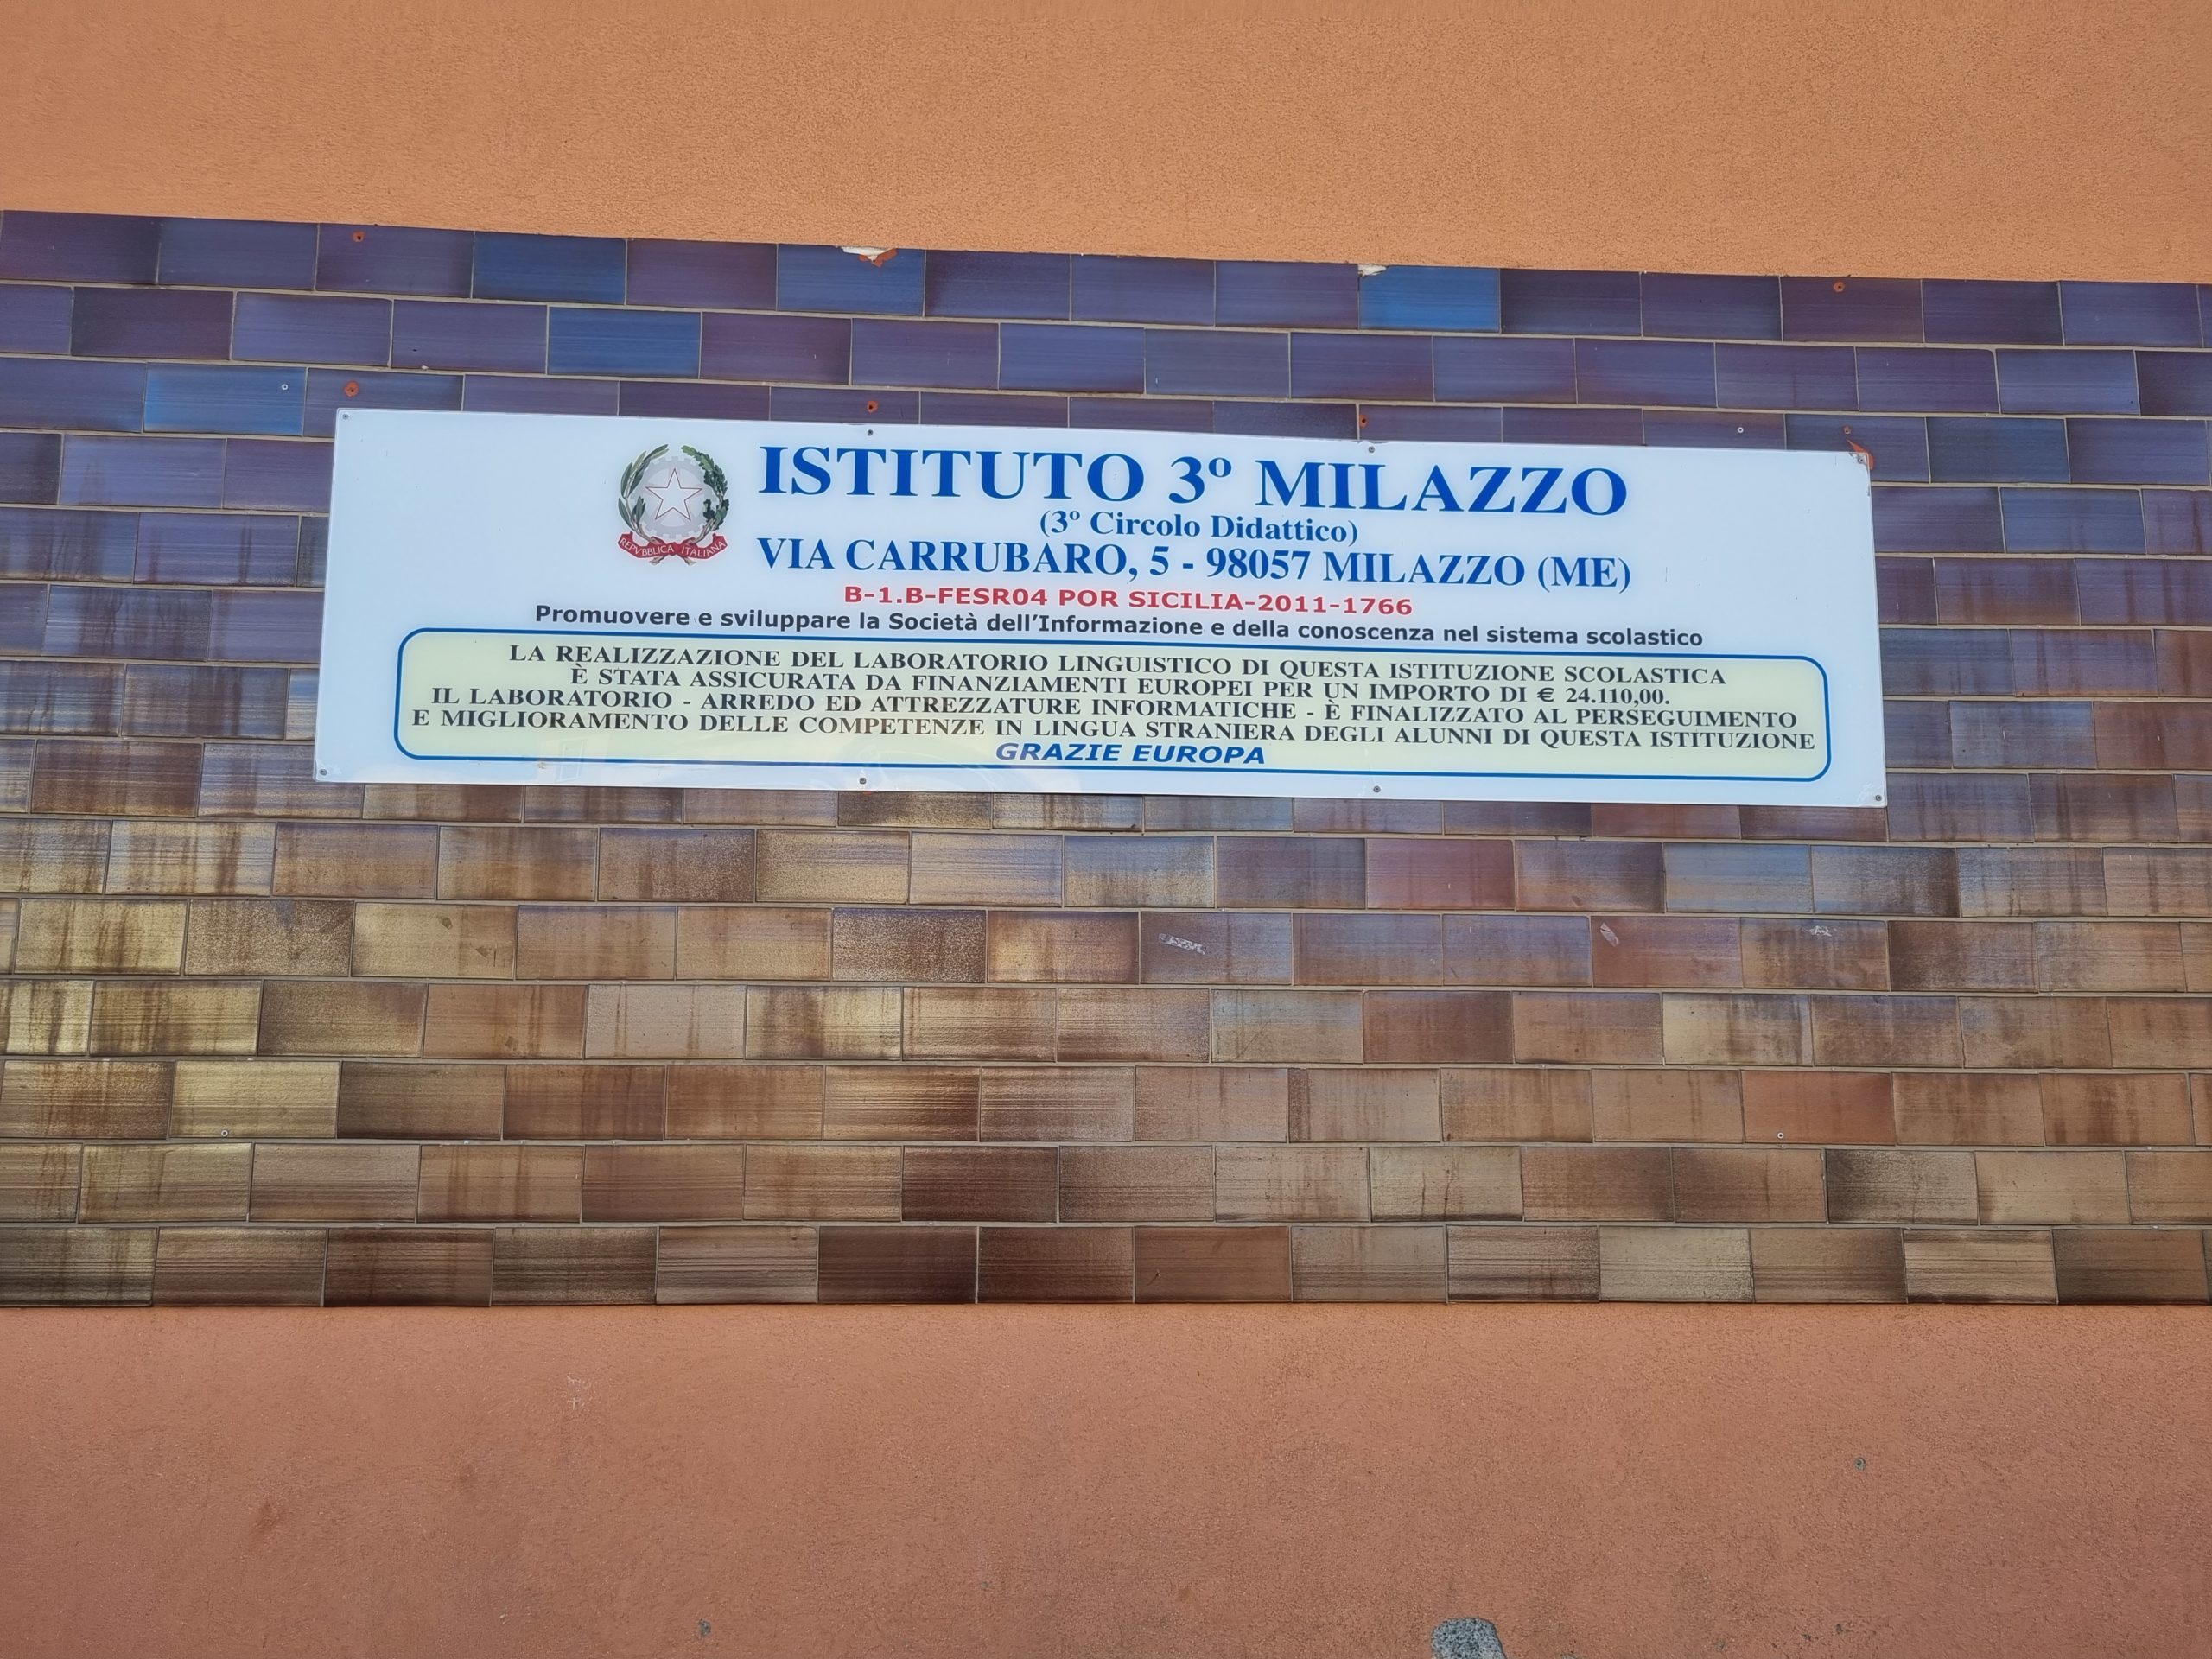 ISTITUTO 3º MILAZZO
(3º Circolo Didattico)
VIA CARRUBARO, 5 - 98057 MILAZZO (ME)
REPVBBLICA ITALIANA
B-1.B-FESR04 POR SICILIA-2011-1766
Promuovere e sviluppare la Società dell'Informazione e della conoscenza nel sistema scolastico
LA REALIZZAZIONE DEL LABORATORIO LINGUISTICO DI QUESTA ISTITUZIONE SCOLASTICA
È STATA ASSICURATA DA FINANZIAMENTI EUROPEI PER UN IMPORTO DI € 24.110,00.
IL LABORATORIO - ARREDO ED ATTREZZATURE INFORMATICHE - È FINALIZZATO AL PERSEGUIMENTO
E MIGLIORAMENTO DELLE COMPETENZE IN LINGUA STRANIERA DEGLI ALUNNI DI QUESTA ISTITUZIONE
GRAZIE EUROPA